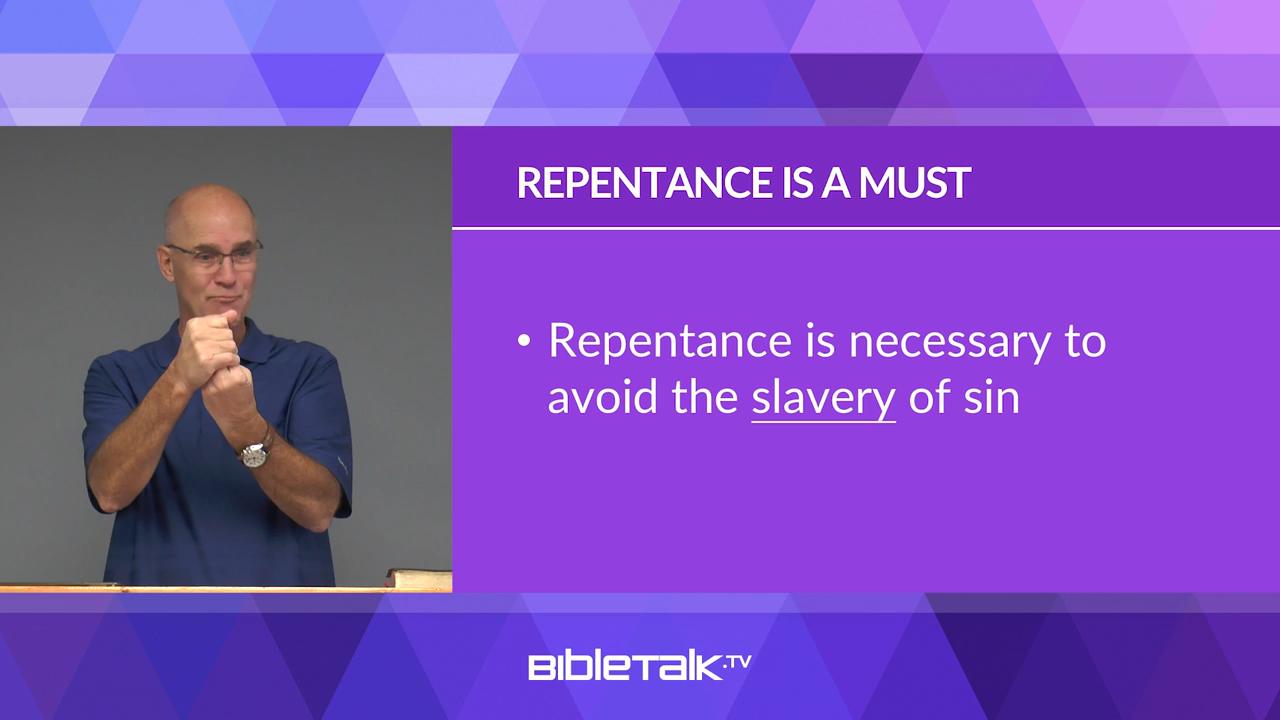 REPENTANCE IS A MUST
• Repentance is necessary to
avoid the slavery of sin
BIBLETALK.TV